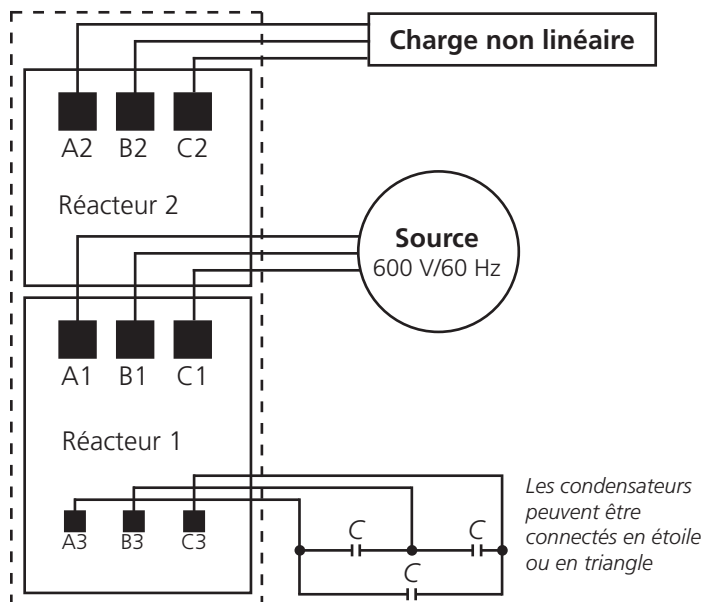 Charge non linéaire
A2 B2 C2
Réacteur 2
Source
600 V/60 Hz
A1 B1 C1
Réacteur 1
A3 B3 C3
C C
C
Les condensateurs
peuvent être
connectés en étoile
ou en triangle